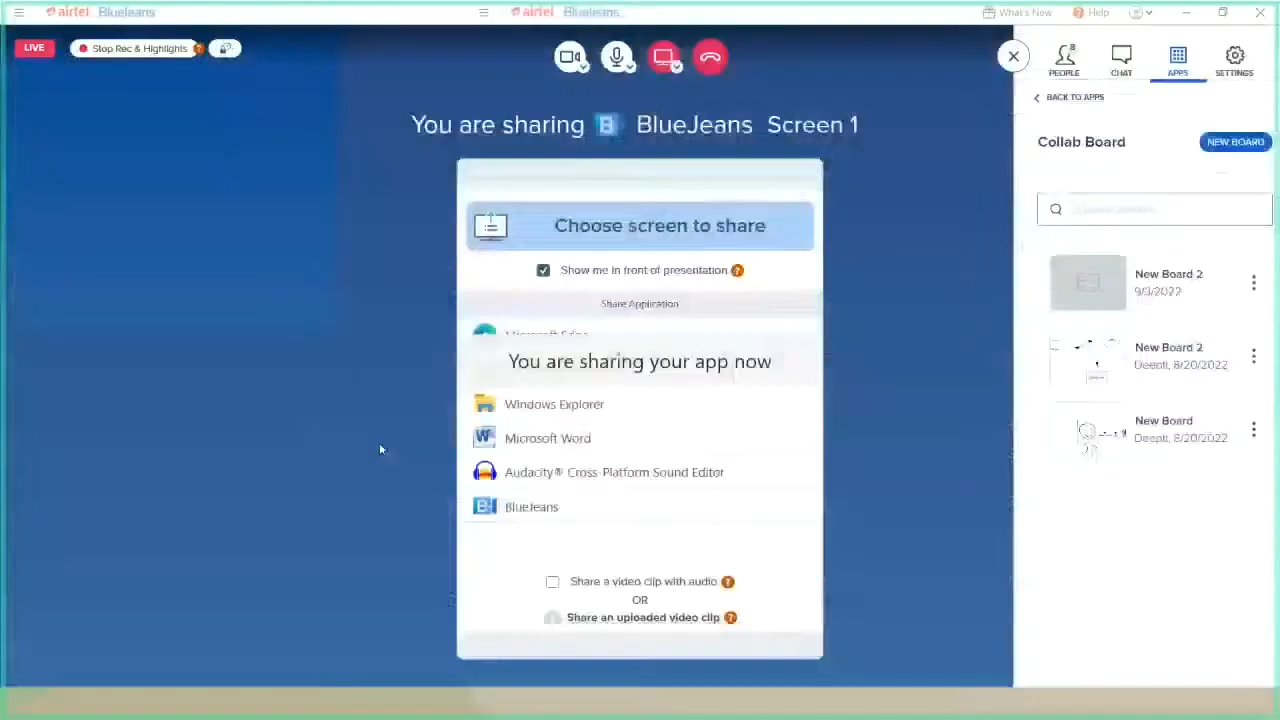 airtel BlueJeans
airtel BlueJeans
What's New
Help
LIVE
Stop Rec & Highlights ?
8
PEOPLE
CHAT
APPS
SETTINGS
BACK TO APPS
You are sharing B BlueJeans Screen 1
Collab Board
NEW BOARD
Choose screen to share
Show me in front of presentation ?
Share Application
Microsoft Edge
You are sharing your app now
Windows Explorer
Microsoft Word
Audacity® Cross-Platform Sound Editor
BlueJeans
Share a video clip with audio ?
OR
Share an uploaded video clip ?
New Board 2
9/3/2022
New Board 2
Deepti, 8/20/2022
New Board
Deepti, 8/20/2022